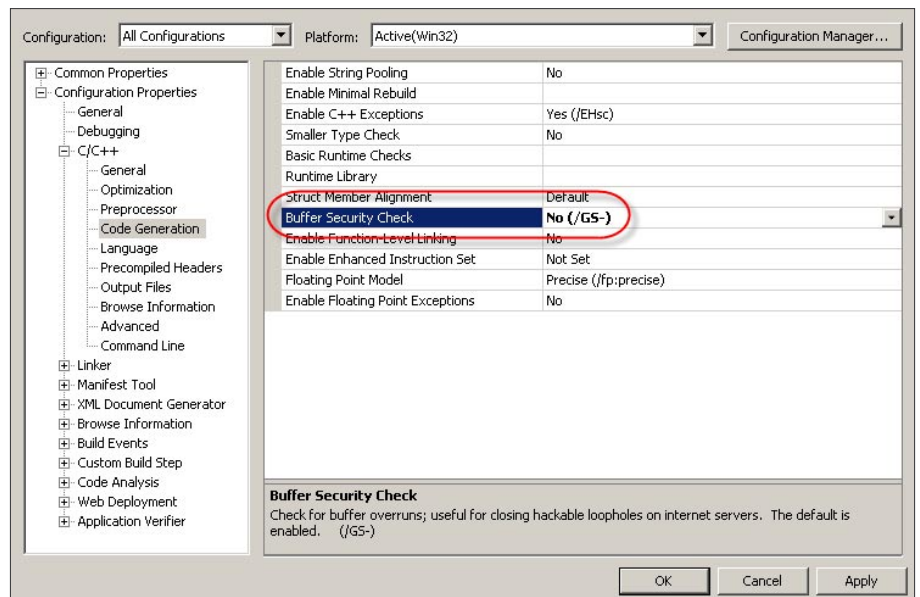 Configuration: All Configurations Platform: Active(Win32) Configuration Manager...
Common Properties
Configuration Properties
General
Debugging
C/C++
General
Optimization
Preprocessor
Code Generation
Language
Precompiled Headers
Output Files
Browse Information
Advanced
Command Line
Linker
Manifest Tool
XML Document Generator
Browse Information
Build Events
Custom Build Step
Code Analysis
Web Deployment
Application Verifier
Enable String Pooling No
Enable Minimal Rebuild
Enable C++ Exceptions Yes (/EHsc)
Smaller Type Check No
Basic Runtime Checks
Runtime Library
Struct Member Alignment Default
Buffer Security Check No (/GS-)
Enable Function-Level Linking No
Enable Enhanced Instruction Set Not Set
Floating Point Model Precise (/fp:precise)
Enable Floating Point Exceptions No
Buffer Security Check
Check for buffer overruns; useful for closing hackable loopholes on internet servers. The default is
enabled. (/GS-)
OK Cancel Apply